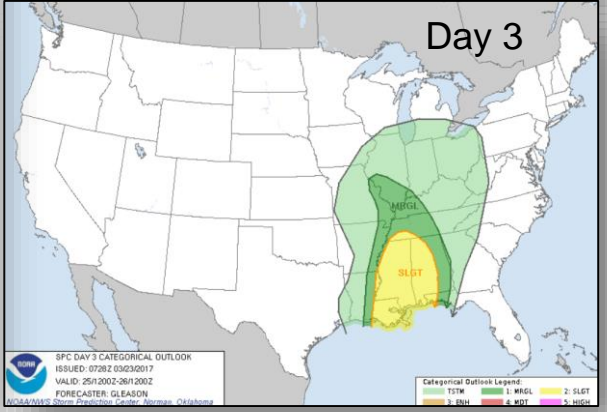 Day 3
MRGL
SLGT
NOAA
SPC DAY 3 CATEGORICAL OUTLOOK
ISSUED: 0728Z 03/23/2017
VALID: 25/1200Z-26/1200Z
FORECASTER: GLEASON
NOAA/NWS Storm Prediction Center, Norman, Oklahoma
Categorical Outlook Legend:
TSTM 1: MRGL 2: SLGT
3: ENH 4: MDT 5: HIGH